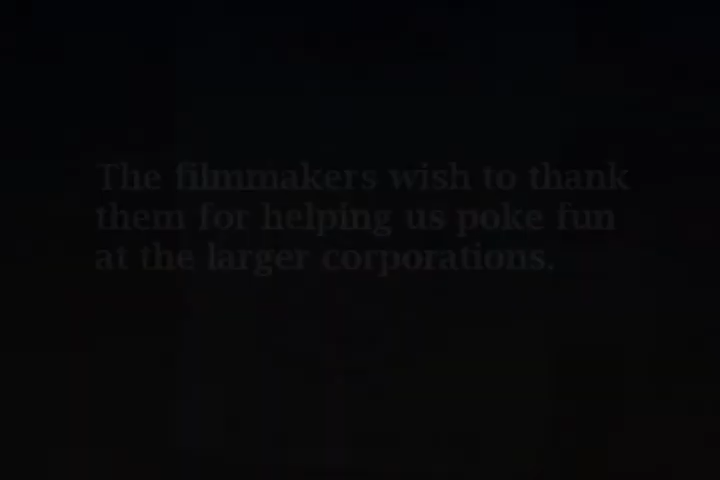 The filmmakers wish to thank
them for helping us poke fun
at the larger corporations.